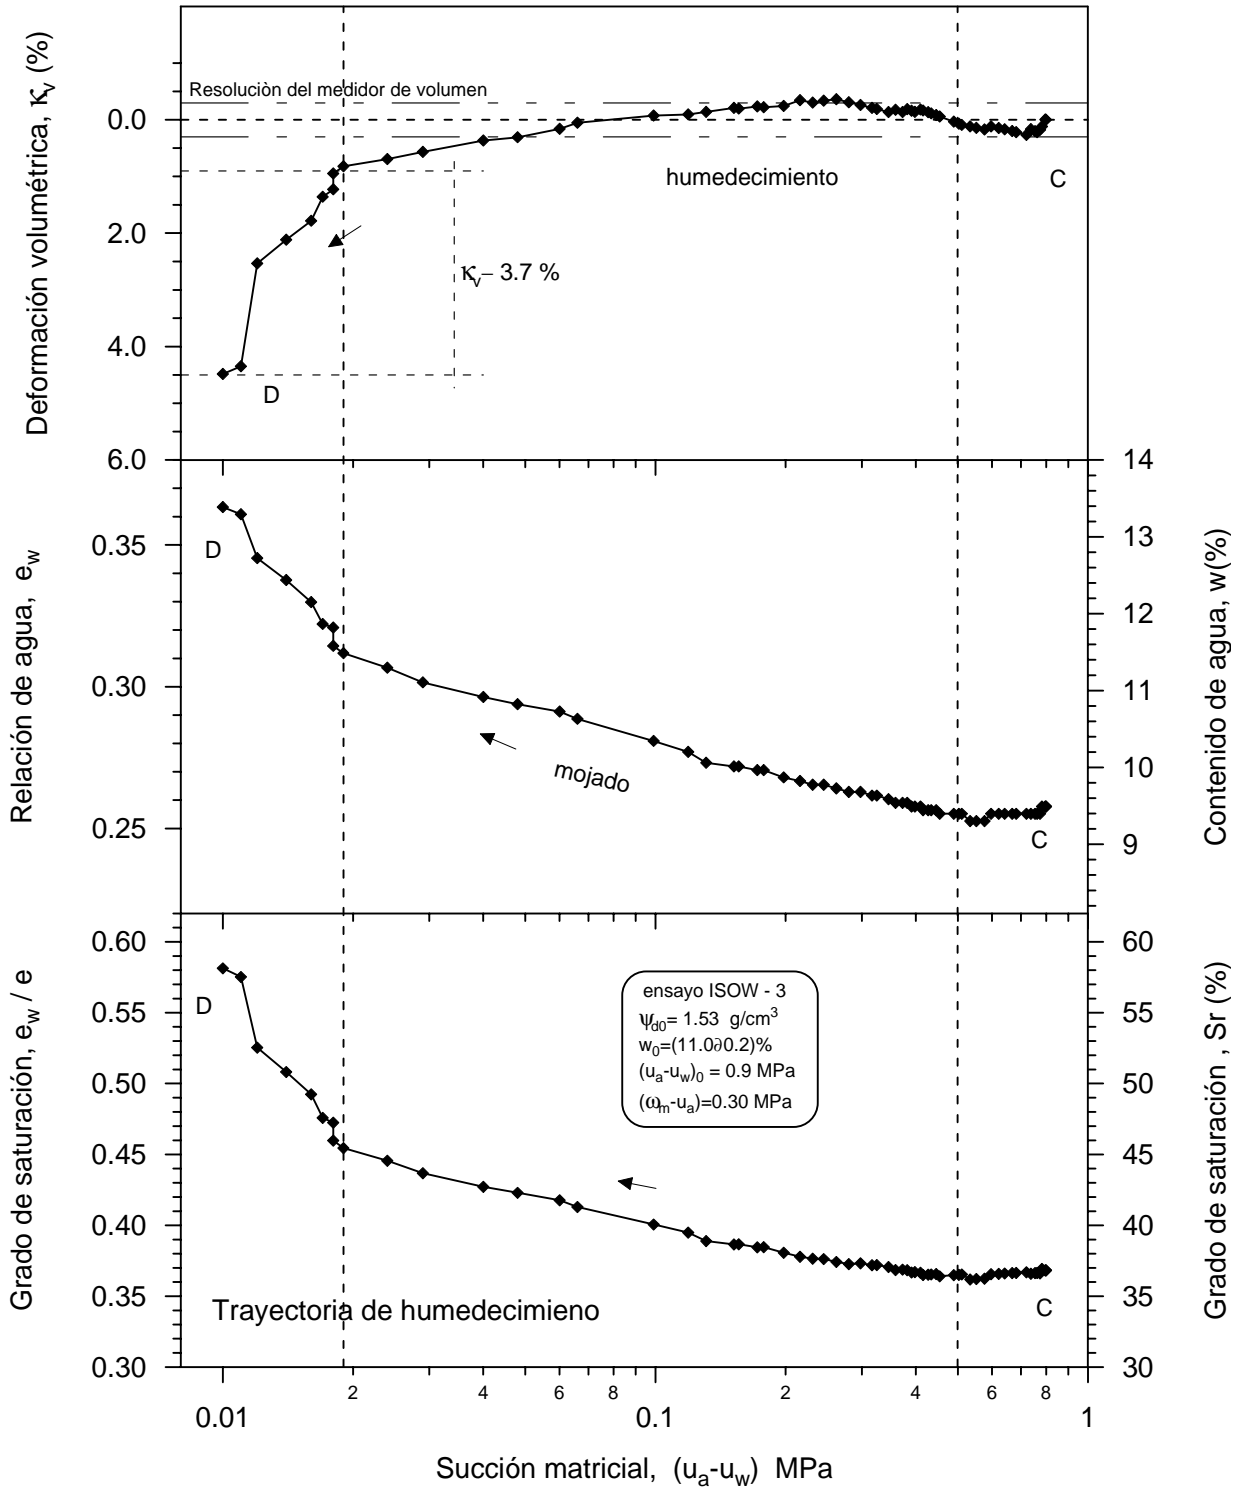 Deformación volumétrica, κv (%)
Resoluciòn del medidor de volumen
0.0
2.0
4.0
6.0
humedecimiento
C
κv– 3.7 %
D
Relación de agua, ew
0.35
0.30
0.25
D
mojado
C
14
13
12
11
10
9
Contenido de agua, w(%)
Grado de saturación, ew / e
0.60
0.55
0.50
0.45
0.40
0.35
0.30
D
ensayo ISOW - 3
ψd0= 1.53 g/cm3
w0=(11.0∂0.2)%
(ua-uw)0 = 0.9 MPa
(ωm-ua)=0.30 MPa
C
Trayectoria de humedecimieno
60
55
50
45
40
35
30
Grado de saturación , Sr (%)
2 4 6 8 2 4 6 8
0.01 0.1 1
Succión matricial, (ua-uw) MPa